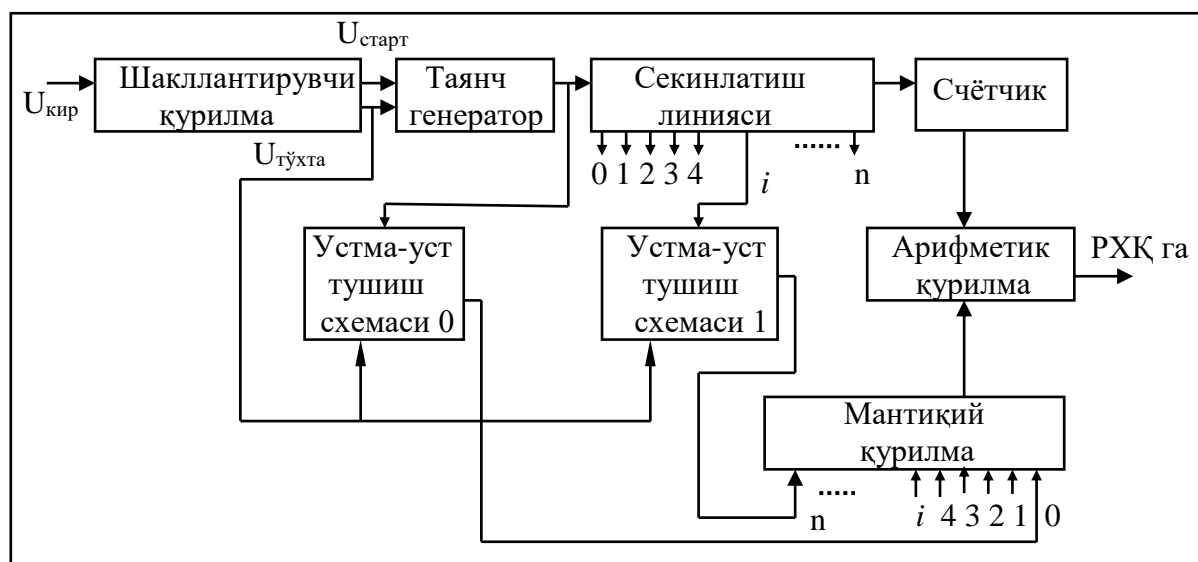 Uстарт
Uкир
Шакллантирувчи
қурилма
Таянч
генератор
Секинлатиш
линияси
Счётчик
Uтўхта
0 1 2 3 4
i
......
n
Устма-уст
тушиш
схемаси 0
Устма-уст
тушиш
схемаси 1
Арифметик
қурилма
РХҚ га
Мантиқий
қурилма
n
.....
i 4 3 2 1 0